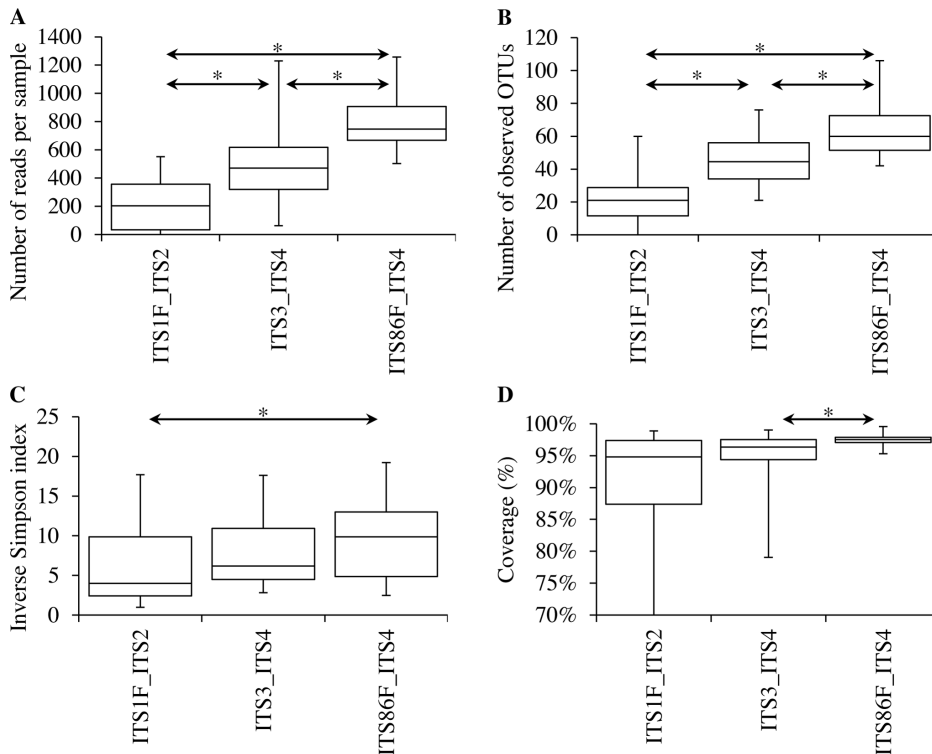 A
Number of reads per sample
1400
1200
1000
800
600
400
200
0
*
*
*
ITS1F_ITS2
ITS3_ITS4
ITS86F_ITS4
B
Number of observed OTUs
120
100
80
60
40
20
0
*
*
*
ITS1F_ITS2
ITS3_ITS4
ITS86F_ITS4
C
Inverse Simpson index
25
20
15
10
5
0
*
ITS1F_ITS2
ITS3_ITS4
ITS86F_ITS4
D
Coverage (%)
100%
95%
90%
85%
80%
75%
70%
*
ITS1F_ITS2
ITS3_ITS4
ITS86F_ITS4